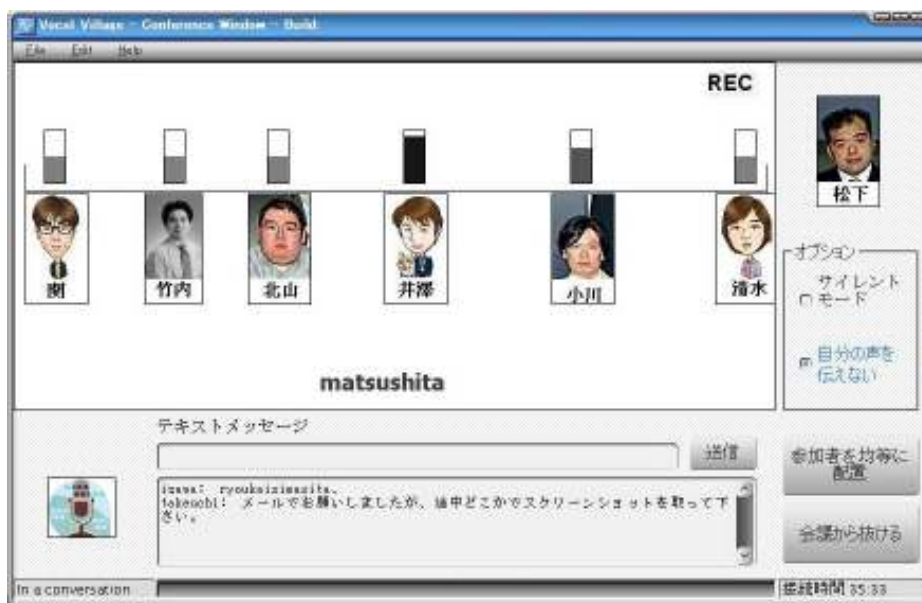 Vocal Village - Conference Window - Build
File Edit Help
REC
関
竹内
北山
井澤
小川
清水
matsushita
松下
オプション
サイレント
モード
自分の声を
伝えない
テキストメッセージ
送信
takeuchi: メールでお願いしましたが、途中どこかでスクリーンショットを取って下
さい。
参加者を均等に
配置
会議から抜ける
In a conversation
接続時間 35:33